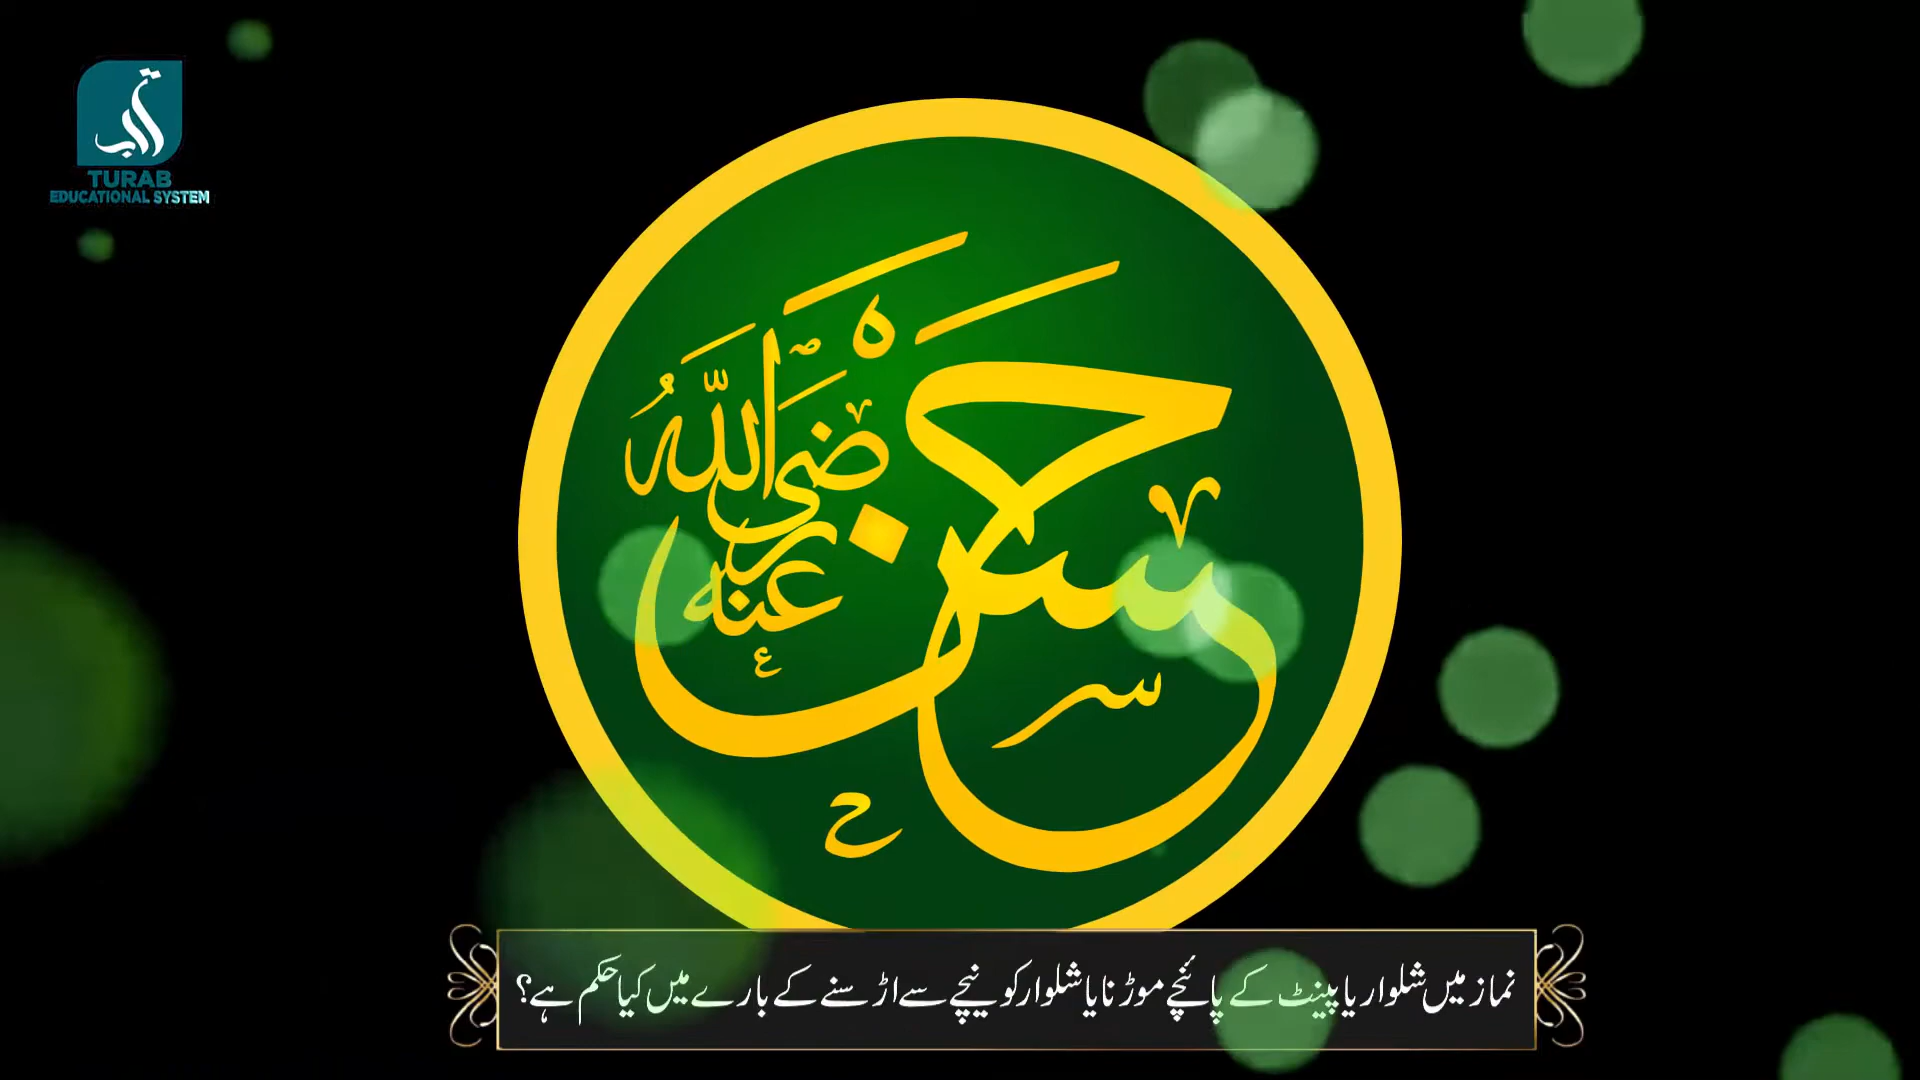 تراب
TURAB
EDUCATIONAL SYSTEM
حسن
رضی اللہ عنہ
نماز میں شلوار یا پینٹ کے پائنچے موڑنا یا شلوار کو نیچے سے اڑسنے کے بارے میں کیا حکم ہے؟